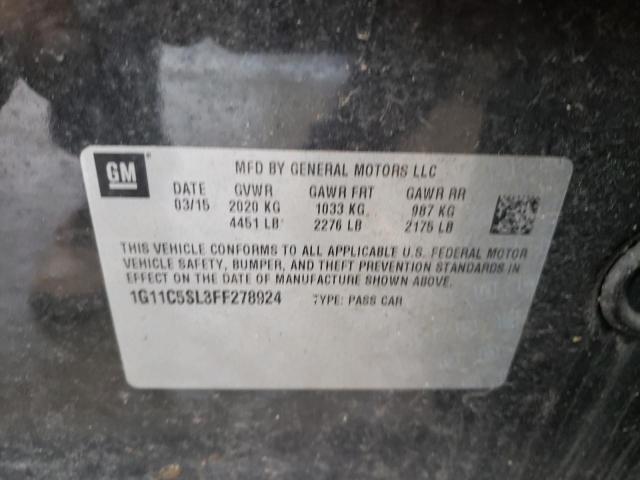 GM
MFD BY GENERAL MOTORS LLC
DATE GVWR GAWR FRT GAWR RR
03/15 2020 KG 1033 KG 987 KG
4451 LB 2276 LB 2175 LB
THIS VEHICLE CONFORMS TO ALL APPLICABLE U.S. FEDERAL MOTOR
VEHICLE SAFETY, BUMPER, AND THEFT PREVENTION STANDARDS IN
EFFECT ON THE DATE OF MANUFACTURE SHOWN ABOVE.
1G11C5SL3FF278924 TYPE: PASS CAR